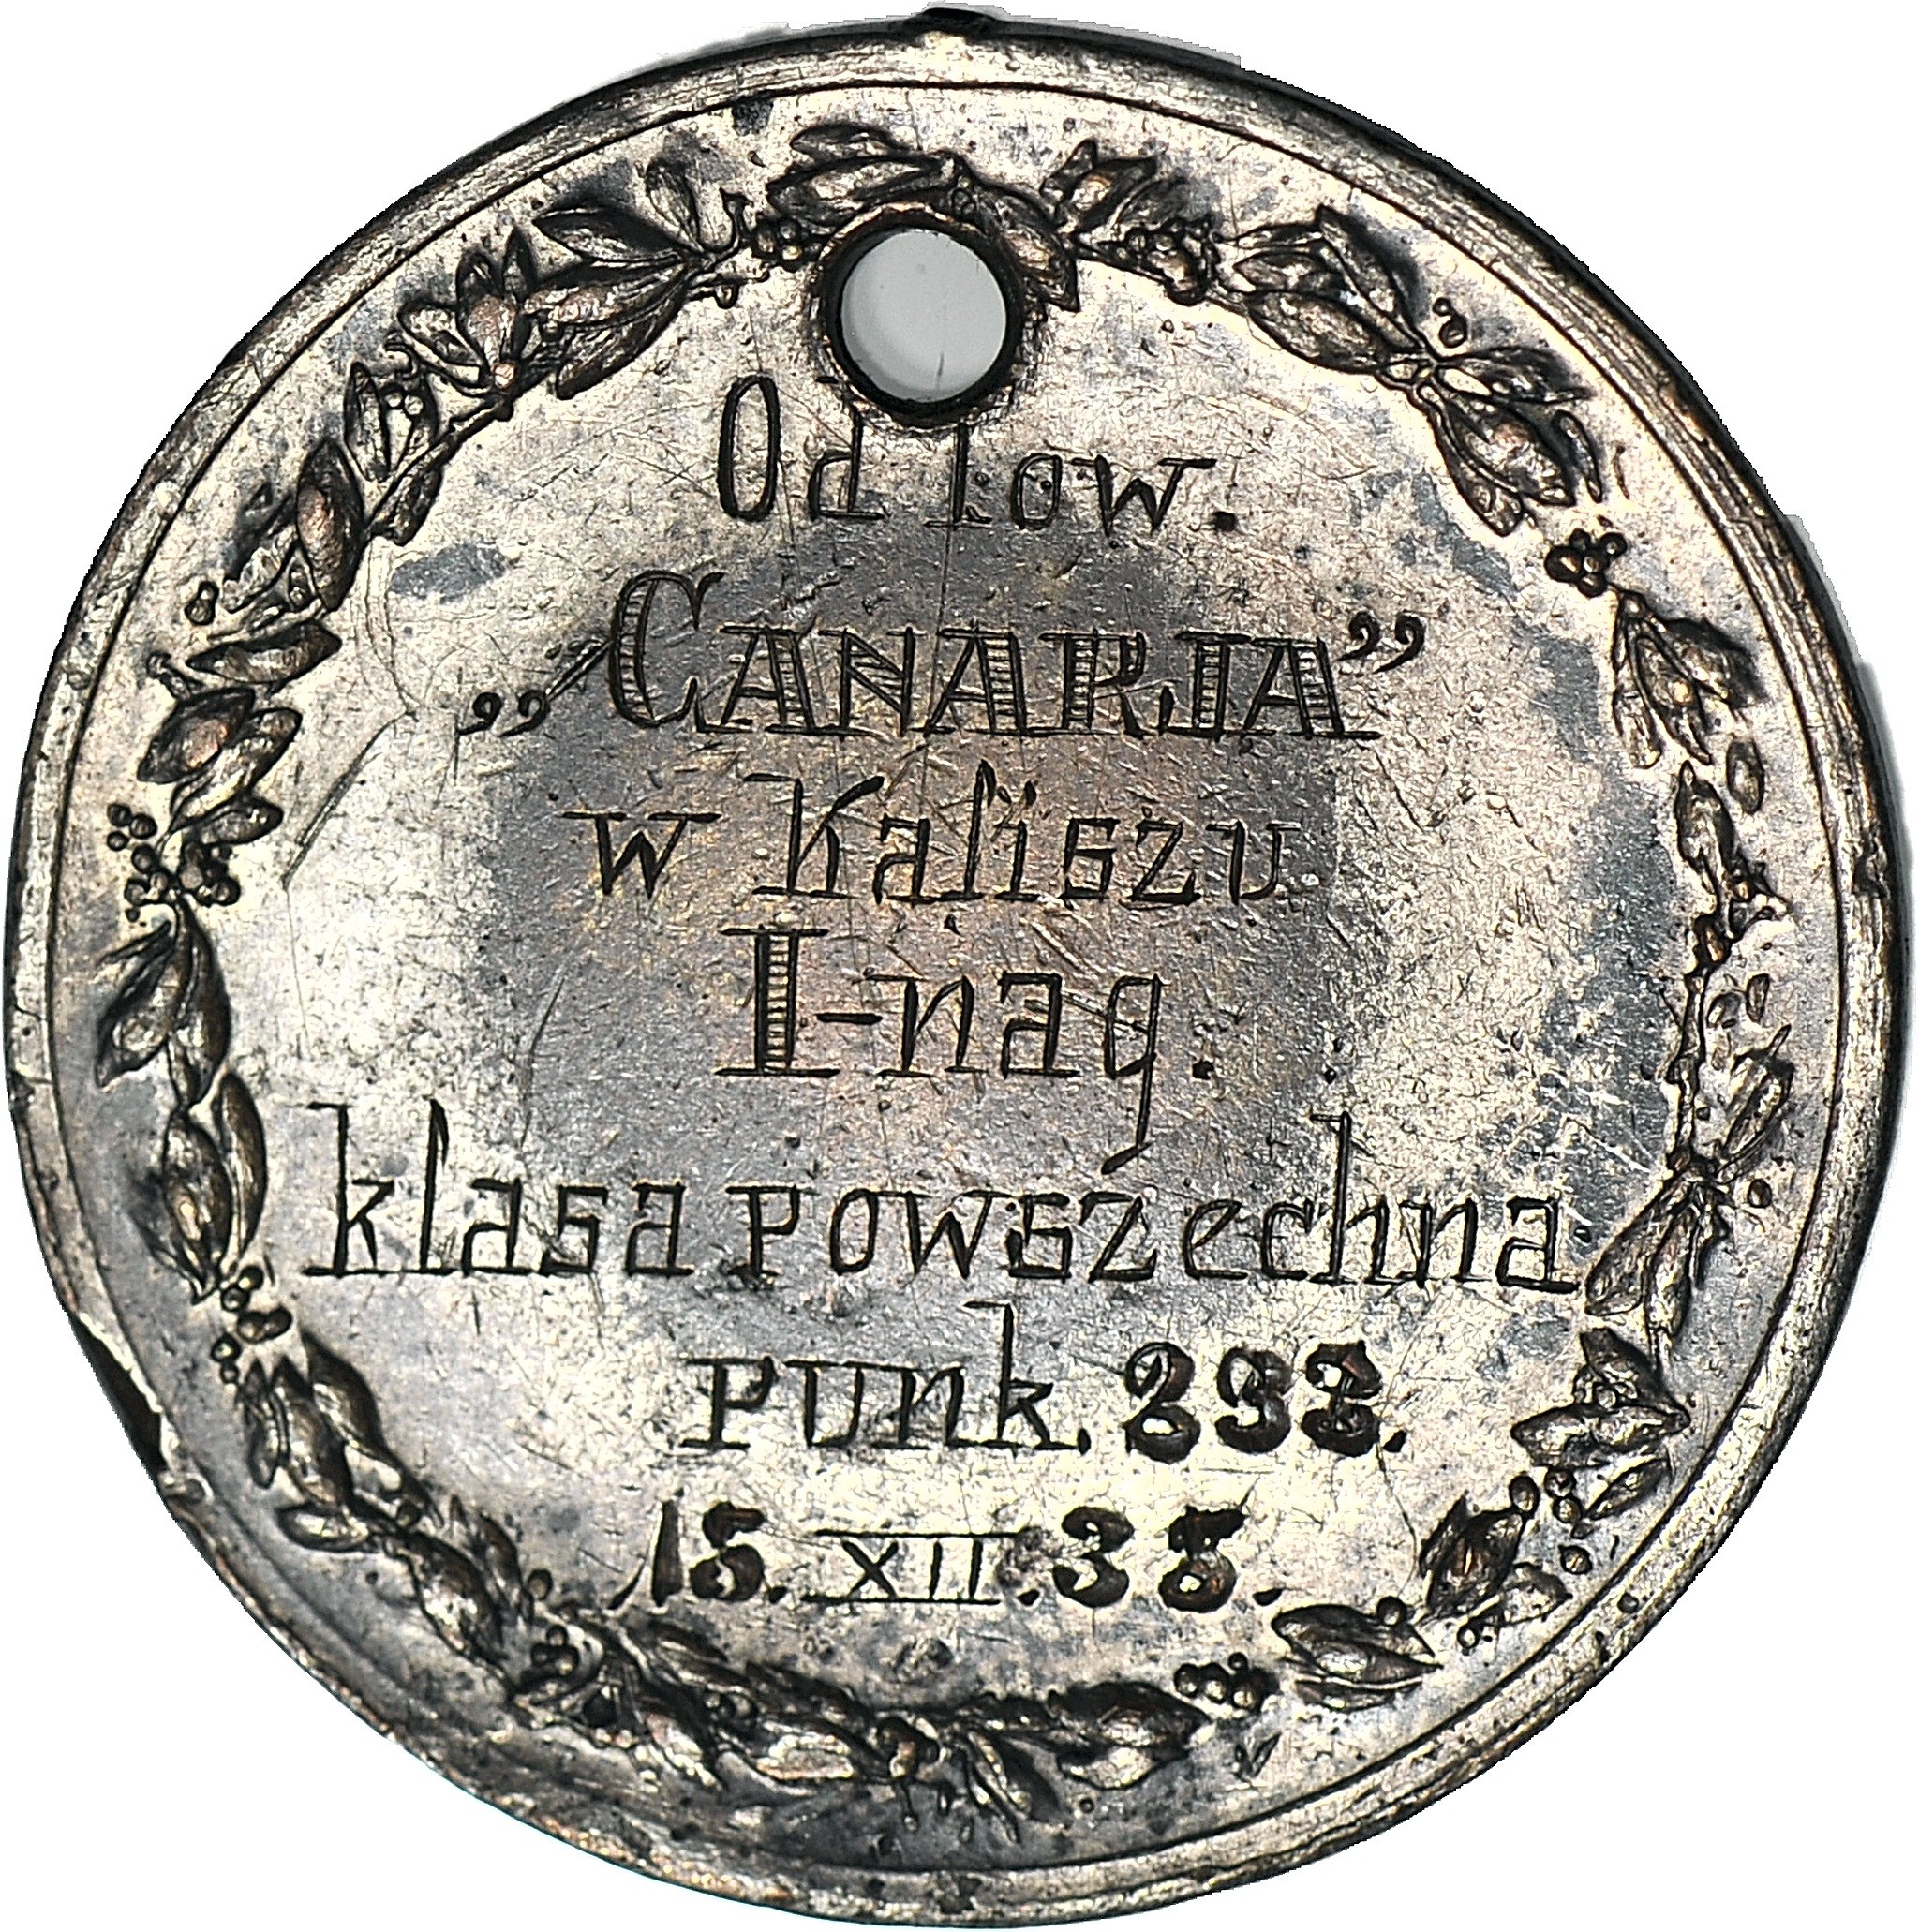 Od Tow.
„CANARJA”
w Kaliszu
I-nag.
klasa powszechna
punk. 293.
15.XII.35.